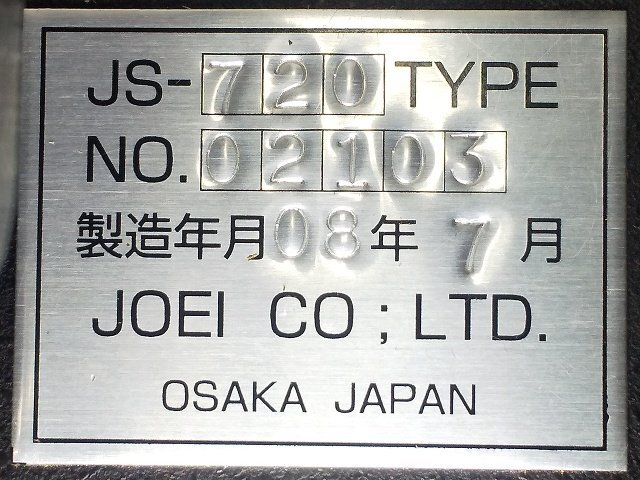 JS-720 TYPE
NO. 02103
製造年月 08年 7月
JOEI CO ; LTD.
OSAKA JAPAN